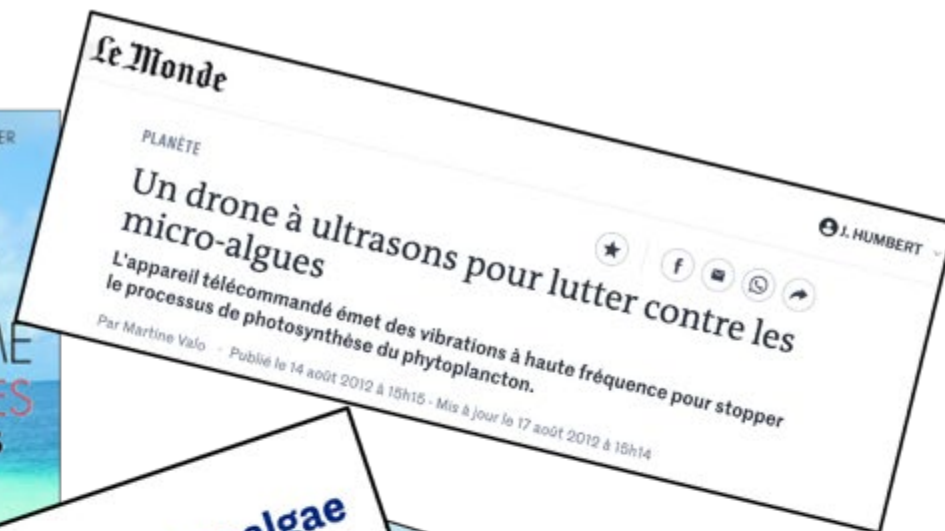 Le Monde
J. HUMBERT
PLANÈTE
Un drone à ultrasons pour lutter contre les
micro-algues
L'appareil télécommandé émet des vibrations à haute fréquence pour stopper
le processus de photosynthèse du phytoplancton.
Par Martine Valo · Publié le 14 août 2012 à 15h15 - Mis à jour le 17 août 2012 à 15h14
ER
ES
algae